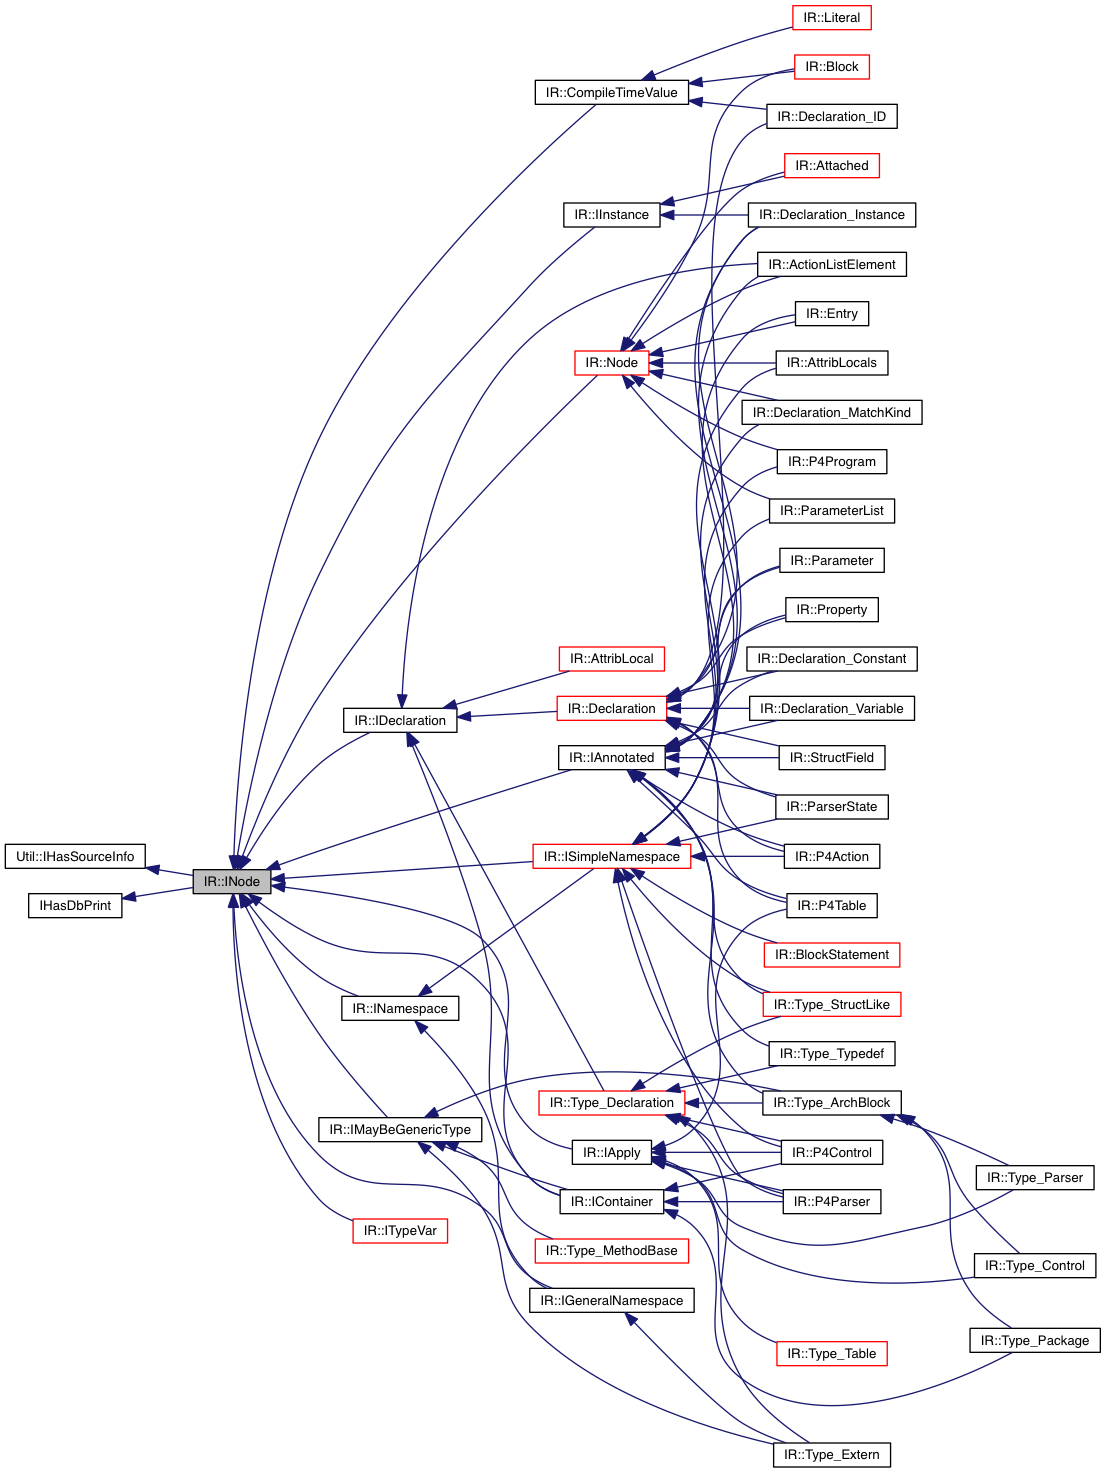 IR::Literal
IR::Block
IR::CompileTimeValue
IR::Declaration_ID
IR::Attached
IR::IInstance
IR::Declaration_Instance
IR::ActionListElement
IR::Entry
IR::Node
IR::AttribLocals
IR::Declaration_MatchKind
IR::P4Program
IR::ParameterList
IR::Parameter
IR::Property
IR::AttribLocal
IR::Declaration_Constant
IR::IDeclaration
IR::Declaration
IR::Declaration_Variable
IR::IAnnotated
IR::StructField
IR::ParserState
Util::IHasSourceInfo
IR::ISimpleNamespace
IR::P4Action
IR::INode
IHasDbPrint
IR::P4Table
IR::BlockStatement
IR::INamespace
IR::Type_StructLike
IR::Type_Typedef
IR::Type_Declaration
IR::Type_ArchBlock
IR::IMayBeGenericType
IR::IApply
IR::P4Control
IR::Type_Parser
IR::IContainer
IR::P4Parser
IR::ITypeVar
IR::Type_MethodBase
IR::Type_Control
IR::IGeneralNamespace
IR::Type_Package
IR::Type_Table
IR::Type_Extern